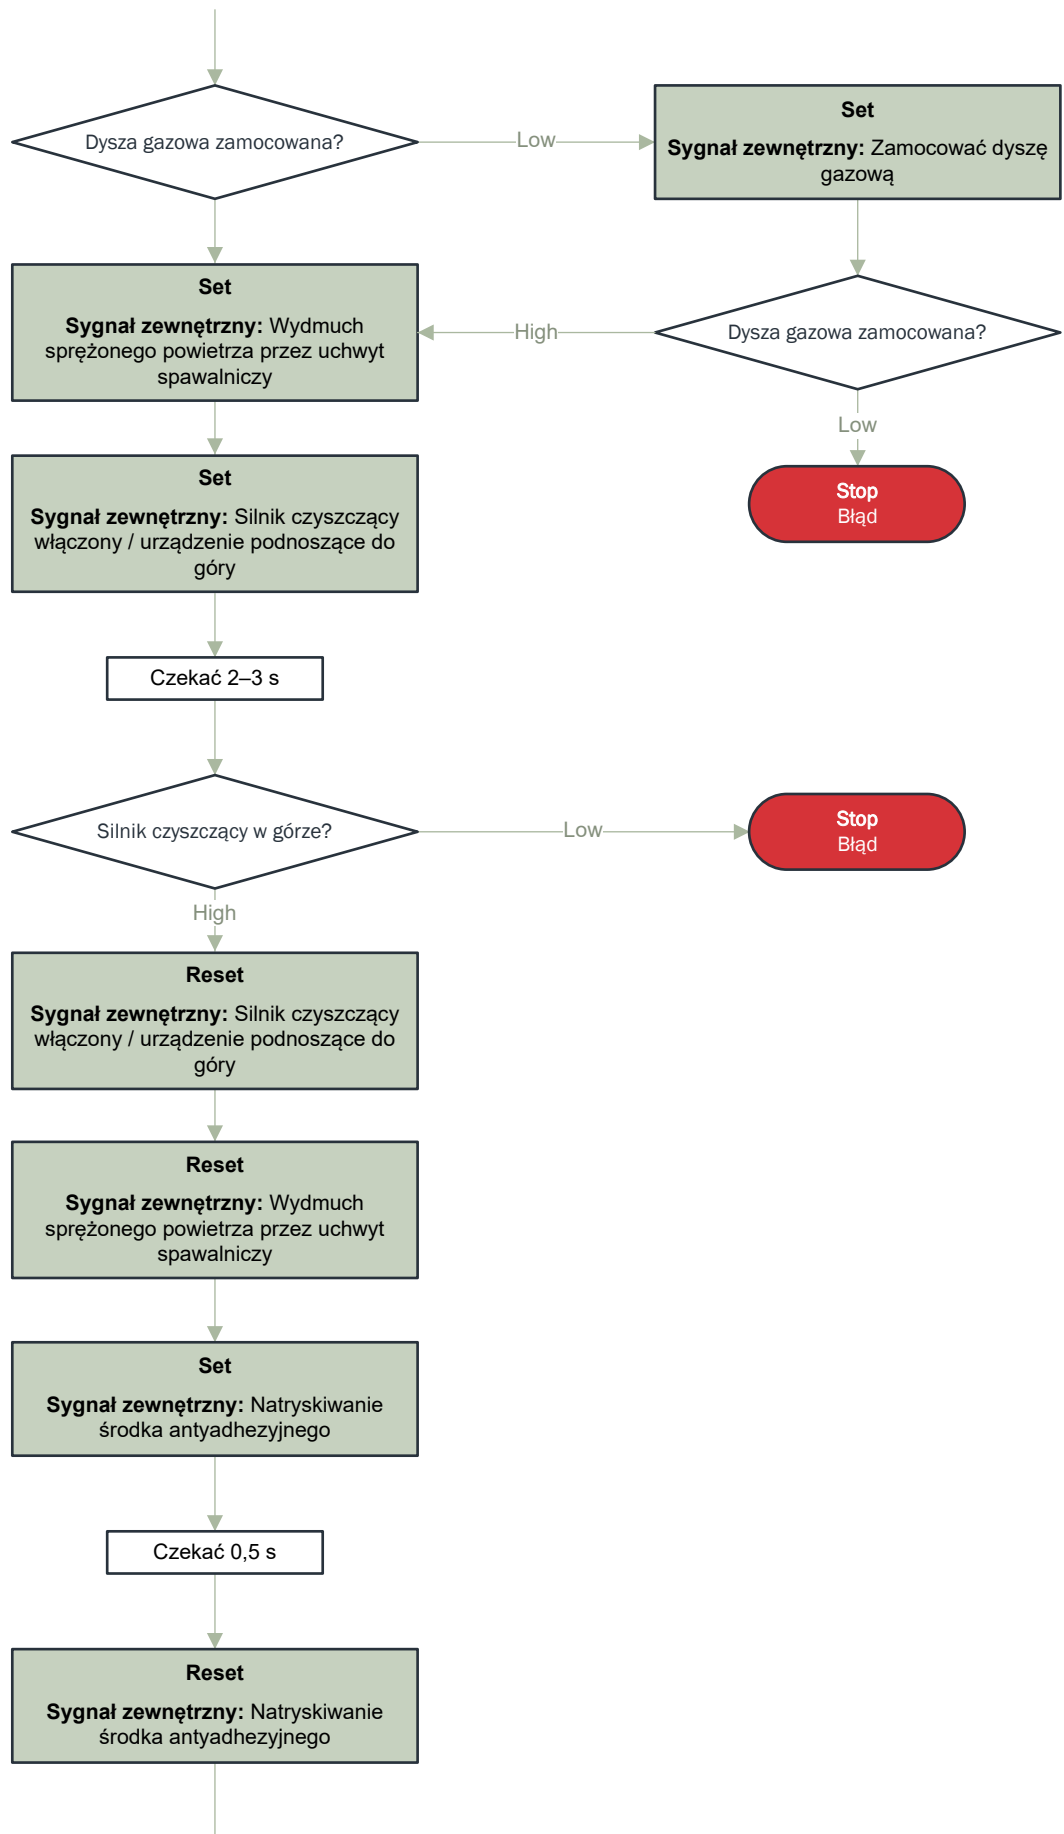 Dysza gazowa zamocowana?
Low
Set
Sygnał zewnętrzny: Zamocować dyszę
gazową
Set
Sygnał zewnętrzny: Wydmuch
sprężonego powietrza przez uchwyt
spawalniczy
High
Dysza gazowa zamocowana?
Low
Stop
Błąd
Set
Sygnał zewnętrzny: Silnik czyszczący
włączony / urządzenie podnoszące do
góry
Czekać 2–3 s
Silnik czyszczący w górze?
Low
Stop
Błąd
High
Reset
Sygnał zewnętrzny: Silnik czyszczący
włączony / urządzenie podnoszące do
góry
Reset
Sygnał zewnętrzny: Wydmuch
sprężonego powietrza przez uchwyt
spawalniczy
Set
Sygnał zewnętrzny: Natryskiwanie
środka antyadhezyjnego
Czekać 0,5 s
Reset
Sygnał zewnętrzny: Natryskiwanie
środka antyadhezyjnego